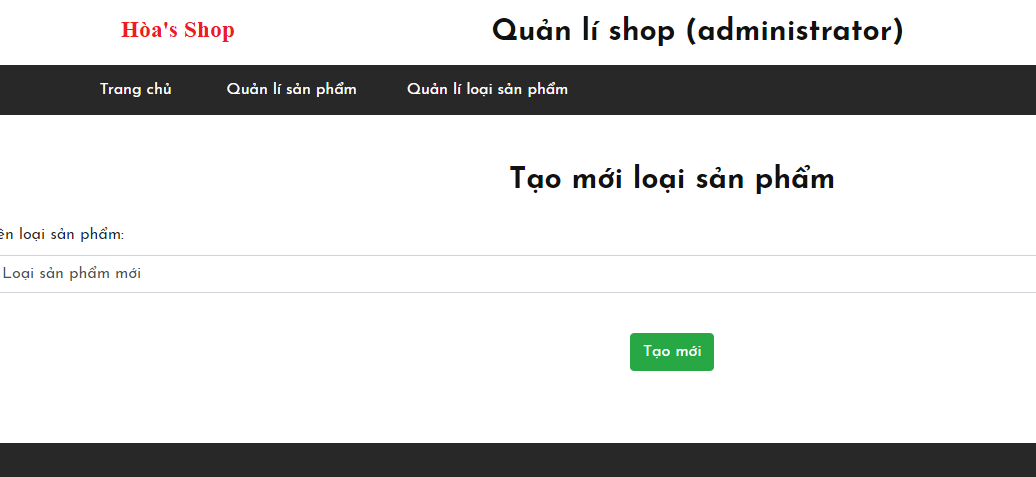 Hòa's Shop
Quản lí shop (administrator)
Trang chủ Quản lí sản phẩm Quản lí loại sản phẩm
Tạo mới loại sản phẩm
ên loại sản phẩm:
Loại sản phẩm mới
Tạo mới